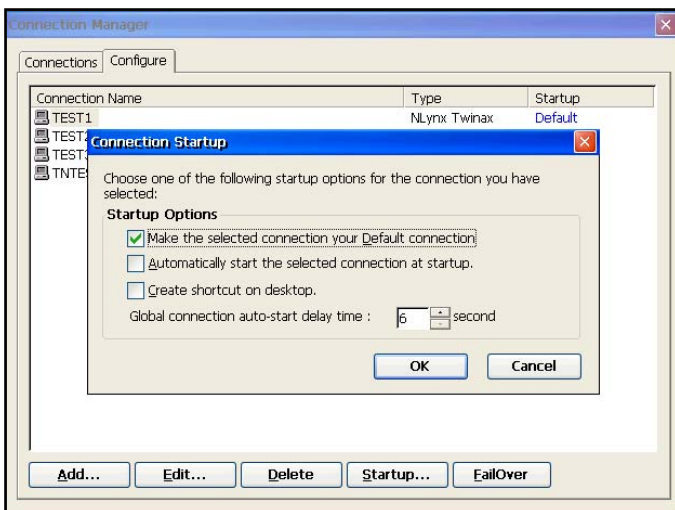 Connection Manager
Connections Configure
Connection Name Type Startup
TEST1 NLynx Twinax Default
TEST
TEST
TNTES
Connection Startup
Choose one of the following startup options for the connection you have
selected:
Startup Options
Make the selected connection your Default connection
Automatically start the selected connection at startup.
Create shortcut on desktop.
Global connection auto-start delay time : 6 second
OK Cancel
Add... Edit... Delete Startup... FailOver